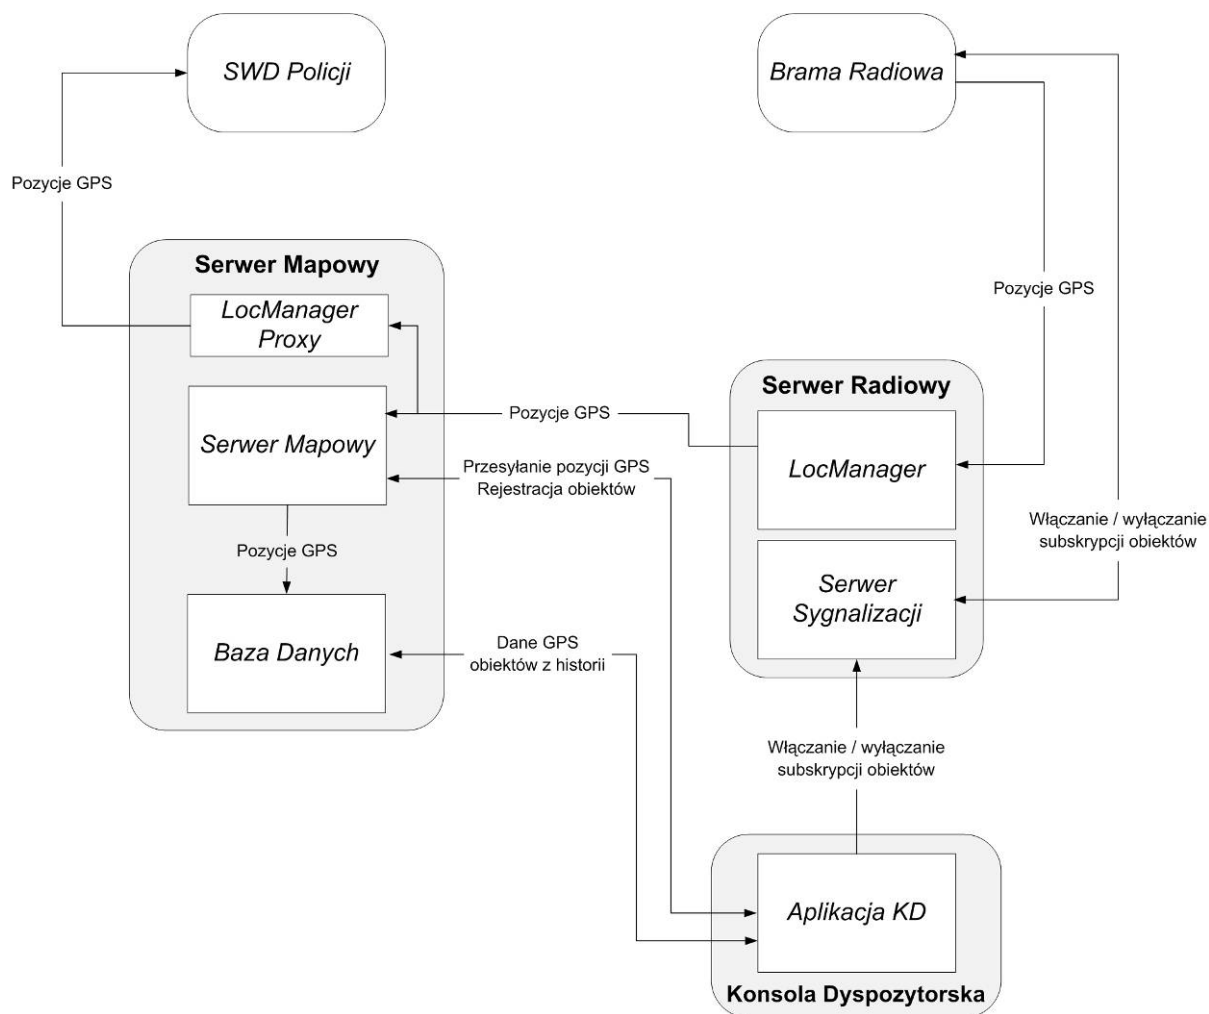 SWD Policji
Brama Radiowa
Pozycje GPS
Serwer Mapowy
LocManager
Proxy
Pozycje GPS
Serwer Radiowy
Pozycje GPS
Serwer Mapowy
LocManager
Przesyłanie pozycji GPS
Rejestracja obiektów
Włączanie / wyłączanie
subskrypcji obiektów
Pozycje GPS
Serwer
Sygnalizacji
Baza Danych
Dane GPS
obiektów z historii
Włączanie / wyłączanie
subskrypcji obiektów
Aplikacja KD
Konsola Dyspozytorska